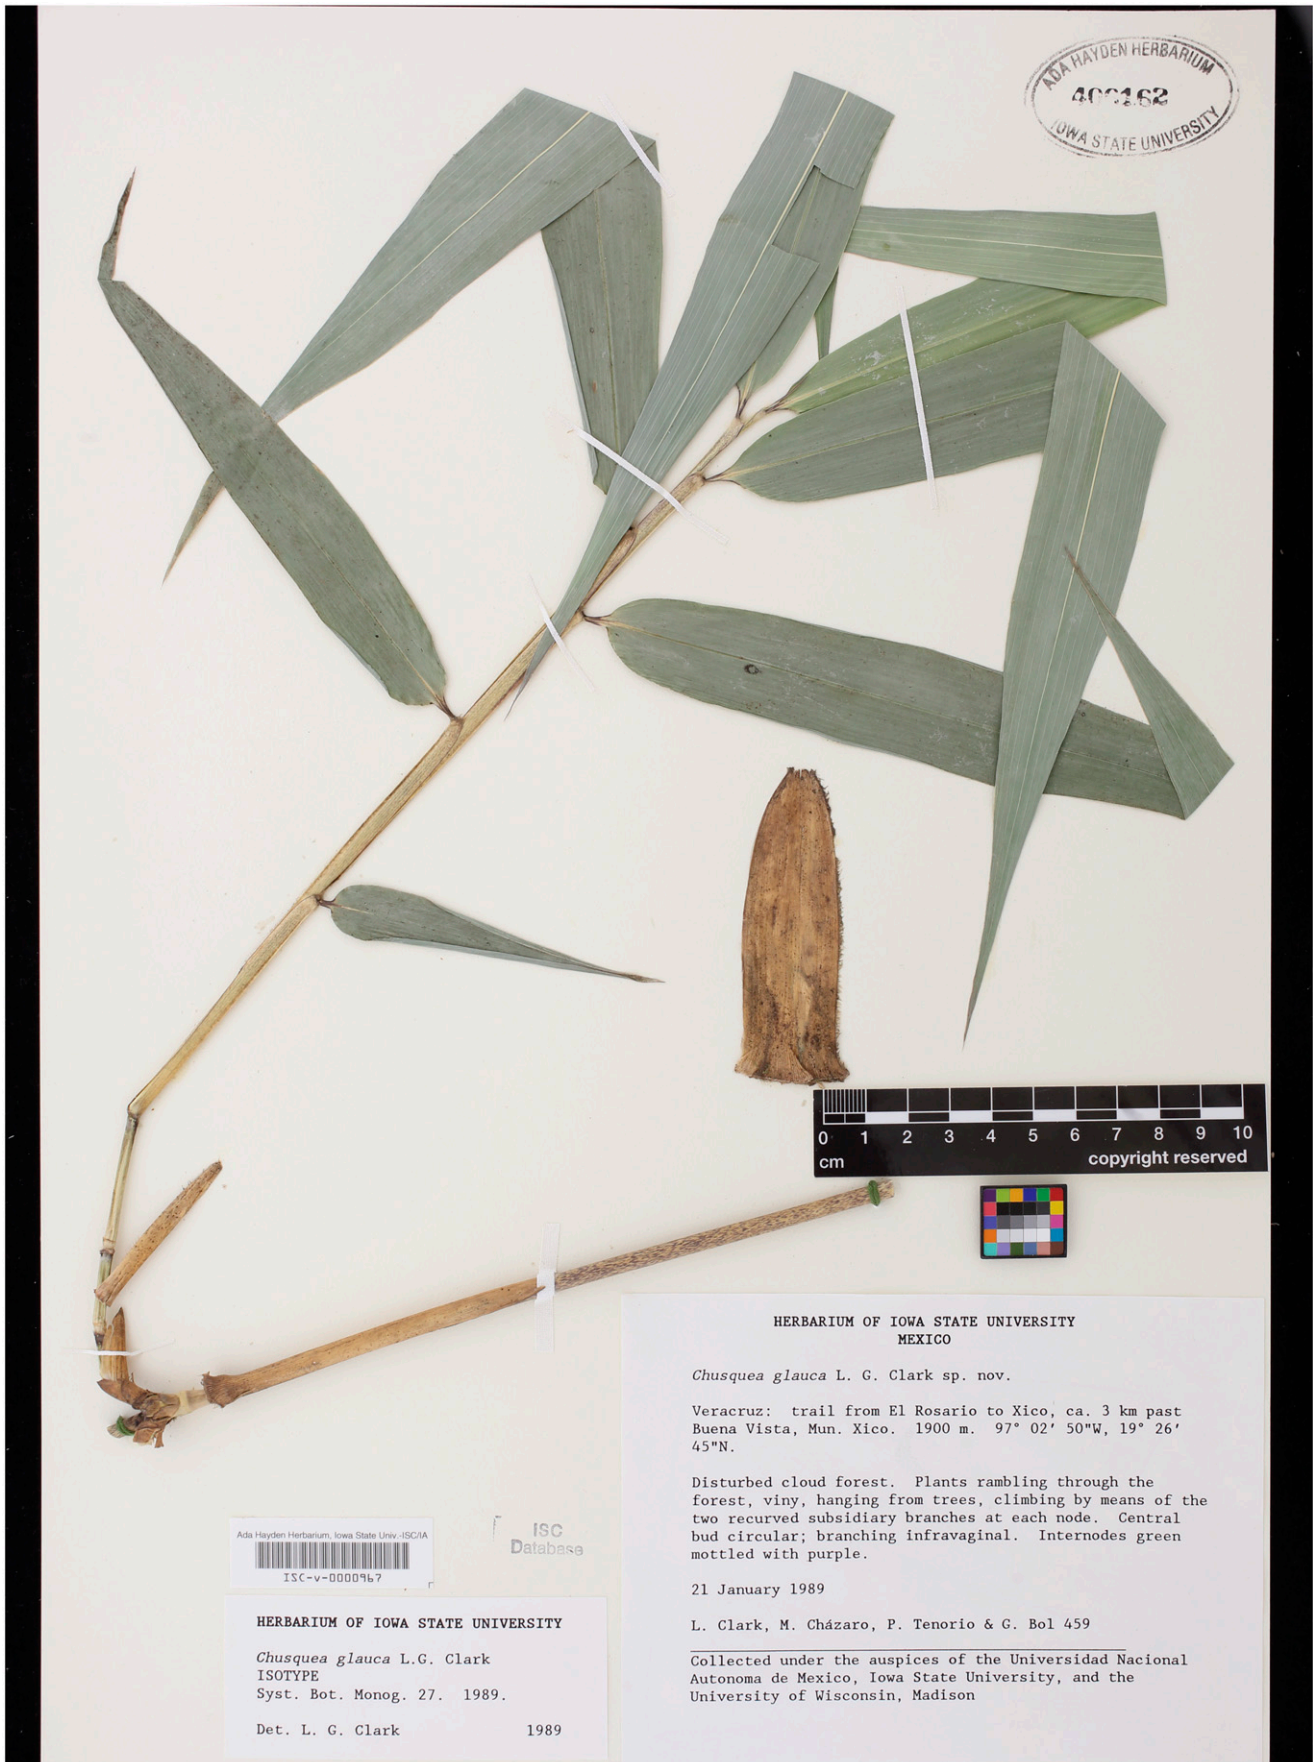 ADA HAYDEN HERBARIUM
IOWA STATE UNIVERSITY
0 1 2 3 4 5 6 7 8 9 10
cm
copyright reserved
HERBARIUM OF IOWA STATE UNIVERSITY
MEXICO
Chusquea glauca L. G. Clark sp. nov.
Veracruz: trail from El Rosario to Xico, ca. 3 km past
Buena Vista, Mun. Xico. 1900 m. 97° 02' 50"W, 19° 26'
45"N.
Disturbed cloud forest. Plants rambling through the
forest, viny, hanging from trees, climbing by means of the
two recurved subsidiary branches at each node. Central
bud circular; branching infravaginal. Internodes green
mottled with purple.
21 January 1989
L. Clark, M. Cházaro, P. Tenorio & G. Bol 459
Collected under the auspices of the Universidad Nacional
Autonoma de Mexico, Iowa State University, and the
University of Wisconsin, Madison
ISC
Database
Ada Hayden Herbarium, Iowa State Univ.-ISC/IA
ISC-v-0000967
HERBARIUM OF IOWA STATE UNIVERSITY
Chusquea glauca L.G. Clark
ISOTYPE
Syst. Bot. Monog. 27. 1989.
Det. L. G. Clark 1989